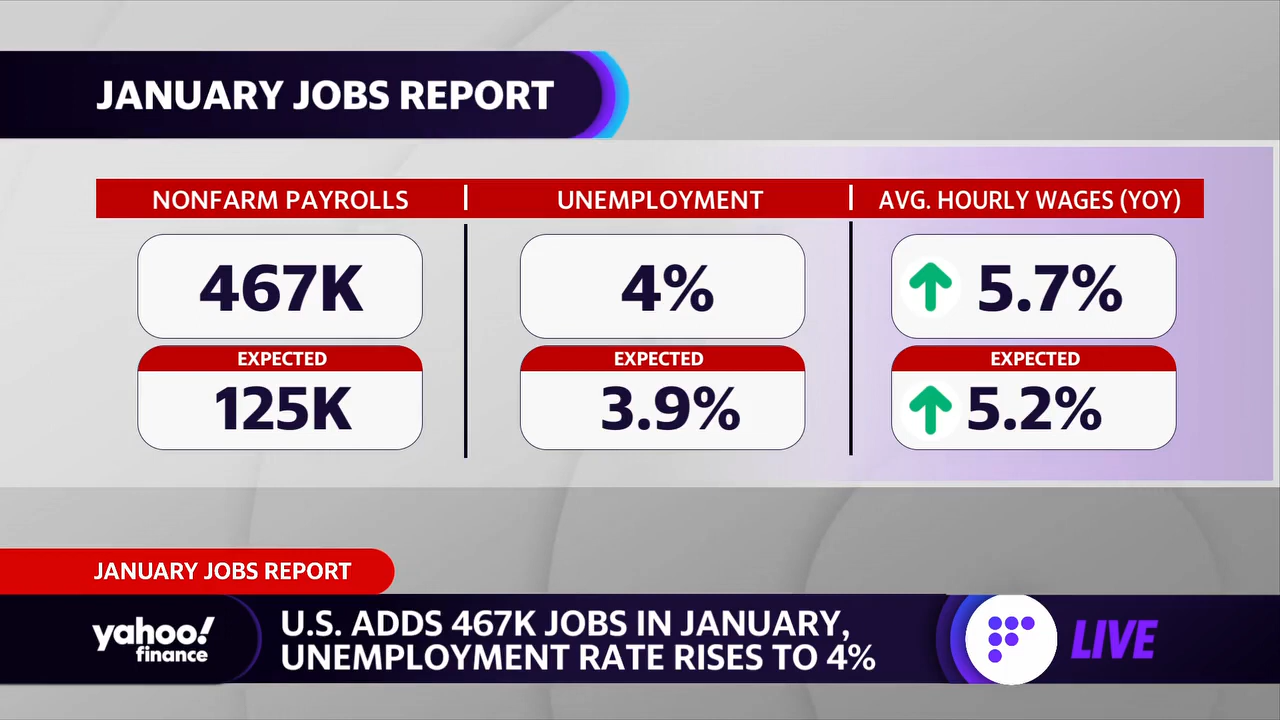 JANUARY JOBS REPORT
NONFARM PAYROLLS
UNEMPLOYMENT
AVG. HOURLY WAGES (YOY)
467K
4%
5.7%
EXPECTED
EXPECTED
EXPECTED
125K
3.9%
5.2%
JANUARY JOBS REPORT
yahoo!
finance
U.S. ADDS 467K JOBS IN JANUARY,
UNEMPLOYMENT RATE RISES TO 4%
LIVE